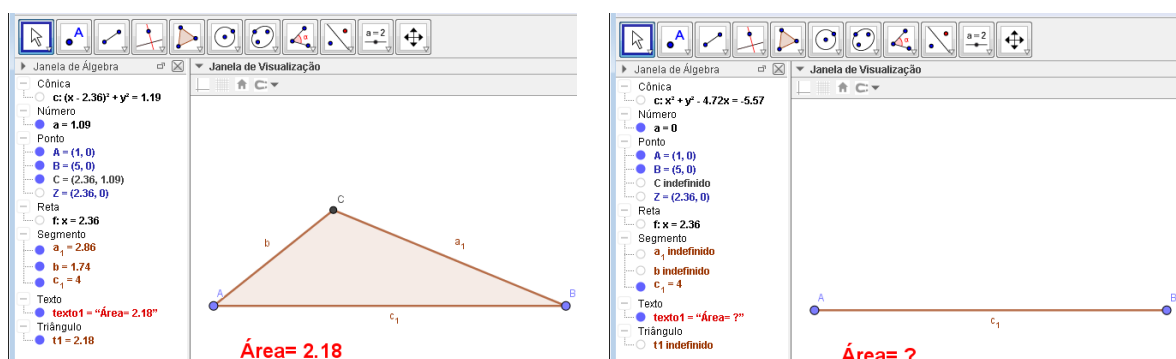 A
a=2
Janela de Álgebra
Janela de Visualização
Cônica
c: (x - 2.36)² + y² = 1.19
Número
a = 1.09
Ponto
A = (1, 0)
B = (5, 0)
C = (2.36, 1.09)
Z = (2.36, 0)
Reta
f: x = 2.36
Segmento
a₁ = 2.86
b = 1.74
c₁ = 4
Texto
texto1 = “Área= 2.18”
Triângulo
t1 = 2.18
C
b
a₁
A
B
c₁
Área= 2.18
A
a=2
Janela de Álgebra
Janela de Visualização
Cônica
c: x² + y² - 4.72x = -5.57
Número
a = 0
Ponto
A = (1, 0)
B = (5, 0)
C indefinido
Z = (2.36, 0)
Reta
f: x = 2.36
Segmento
a₁ indefinido
b indefinido
c₁ = 4
Texto
texto1 = “Área= ?”
Triângulo
t1 indefinido
A
B
c₁
Área= ?